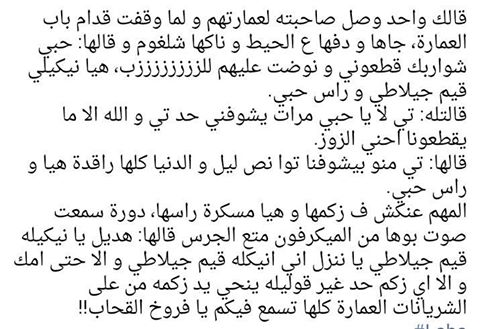 قالك واحد وصل صاحبته لعمارتهم و لما وقفت قدام باب
العمارة، جاها و دفها ع الحيط و ناكها شلغوم و قالها: حبي
شواربك قطعوني و نوضت عليهم للزززززززززب، هيا نيكيلي
قيم جيلاطي و راس حبي.
قالتله: تي لا يا حبي مرات يشوفني حد تي و الله الا ما
يقطعونا احني الزوز.
قالها: تي منو بيشوفنا توا نص ليل و الدنيا كلها راقدة هيا و
راس حبي.
المهم عنكش ف زكمها و هيا مسكرة راسها، دورة سمعت
صوت بوها من الميكرفون متع الجرس قالها: هديل يا نيكيله
قيم جيلاطي يا ننزل اني انيكله قيم جيلاطي و الا حتى امك
و الا اي زكم حد غير قوليله ينحي يد زكمه من على
الشريانات العمارة كلها تسمع فيكم يا فروخ القحاب!!